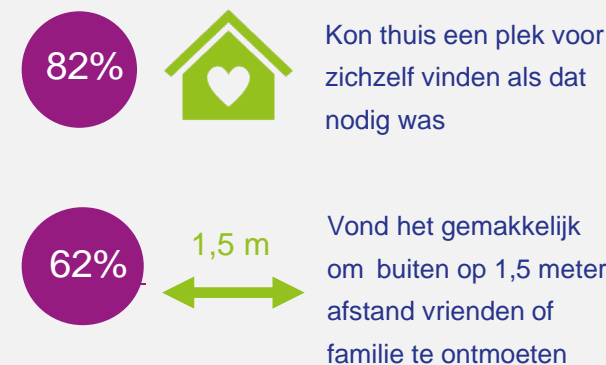 82%
Kon thuis een plek voor
zichzelf vinden als dat
nodig was
62%
1,5 m
Vond het gemakkelijk
om buiten op 1,5 meter
afstand vrienden of
familie te ontmoeten